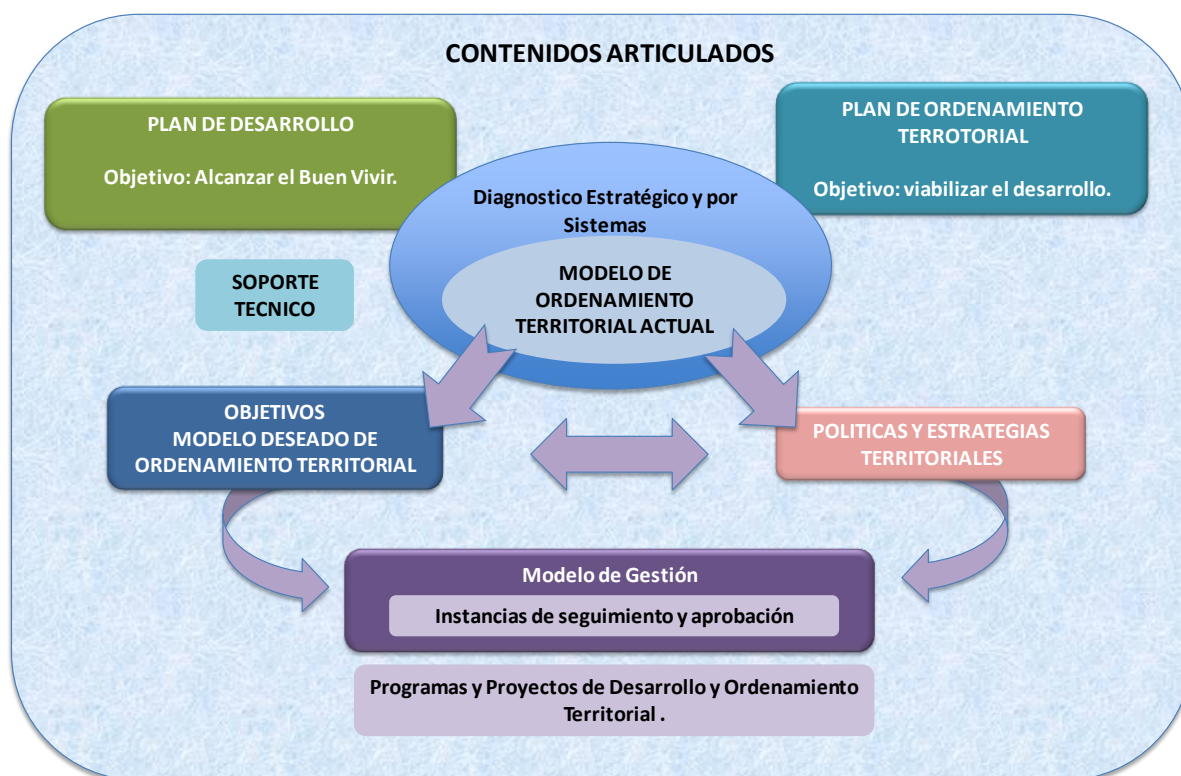 CONTENIDOS ARTICULADOS
PLAN DE DESARROLLO
Objetivo: Alcanzar el Buen Vivir.
PLAN DE ORDENAMIENTO
TERROTORIAL
Objetivo: viabilizar el desarrollo.
Diagnostico Estratégico y por
Sistemas
MODELO DE
ORDENAMIENTO
TERRITORIAL ACTUAL
SOPORTE
TECNICO
OBJETIVOS
MODELO DESEADO DE
ORDENAMIENTO TERRITORIAL
POLITICAS Y ESTRATEGIAS
TERRITORIALES
Modelo de Gestión
Instancias de seguimiento y aprobación
Programas y Proyectos de Desarrollo y Ordenamiento
Territorial .